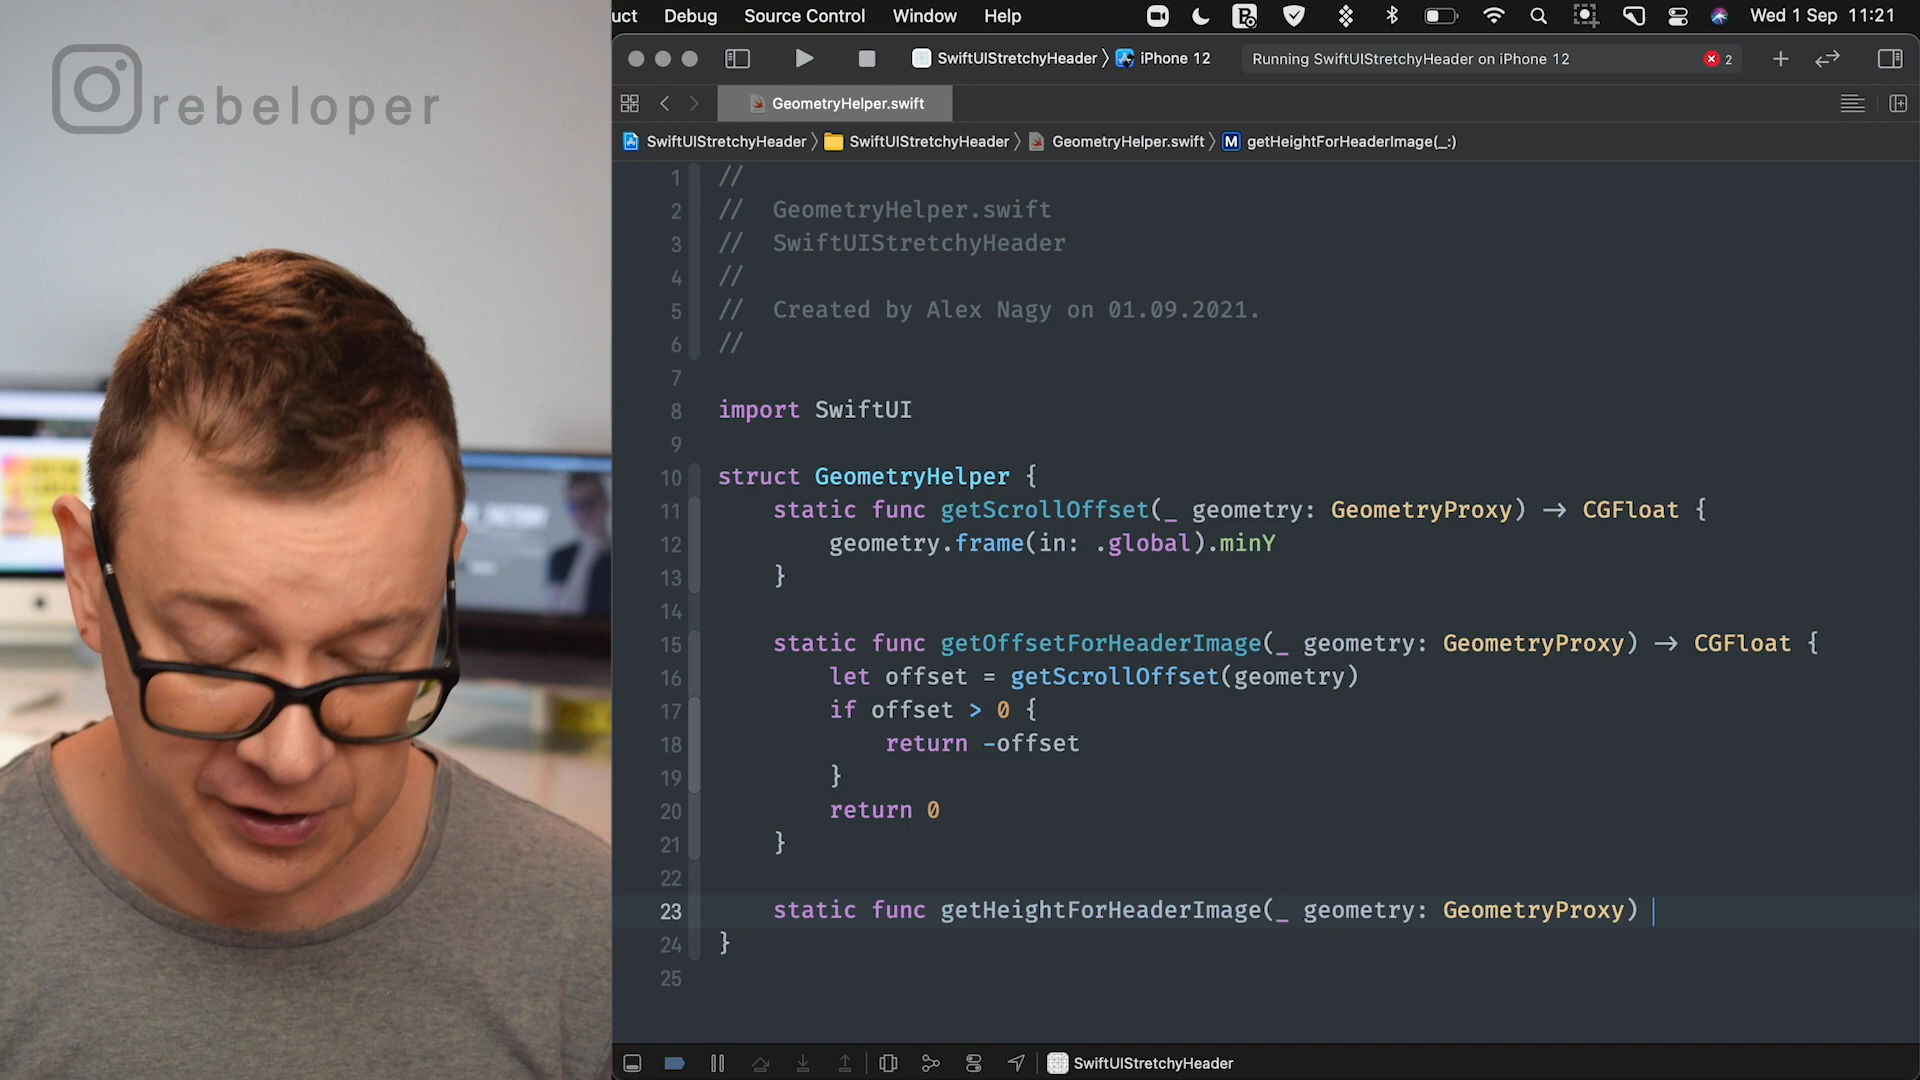 rebeloper
uct Debug Source Control Window Help Wed 1 Sep 11:21
SwiftUIStretchyHeader iPhone 12 Running SwiftUIStretchyHeader on iPhone 12 2
GeometryHelper.swift
SwiftUIStretchyHeader SwiftUIStretchyHeader GeometryHelper.swift M getHeightForHeaderImage(_:)
1 //
2 // GeometryHelper.swift
3 // SwiftUIStretchyHeader
4 //
5 // Created by Alex Nagy on 01.09.2021.
6 //
7
8 import SwiftUI
9
10 struct GeometryHelper {
11 static func getScrollOffset(_ geometry: GeometryProxy) → CGFloat {
12 geometry.frame(in: .global).minY
13 }
14
15 static func getOffsetForHeaderImage(_ geometry: GeometryProxy) → CGFloat {
16 let offset = getScrollOffset(geometry)
17 if offset > 0 {
18 return -offset
19 }
20 return 0
21 }
22
23 static func getHeightForHeaderImage(_ geometry: GeometryProxy)
24 }
25
SwiftUIStretchyHeader